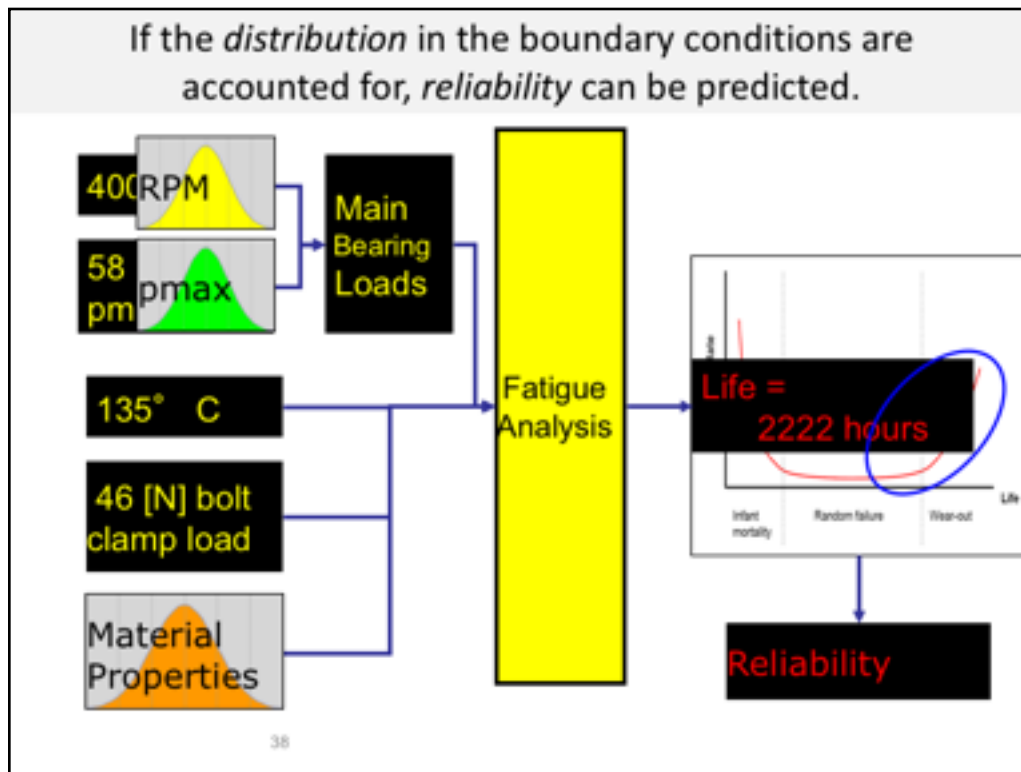 If the distribution in the boundary conditions are
accounted for, reliability can be predicted.
400
RPM
58
pm
pmax
Main
Bearing
Loads
135° C
46 [N] bolt
clamp load
Material
Properties
Fatigue
Analysis
Life =
2222 hours
Life
Infant
mortality
Random failure
Wear-out
Reliability
38